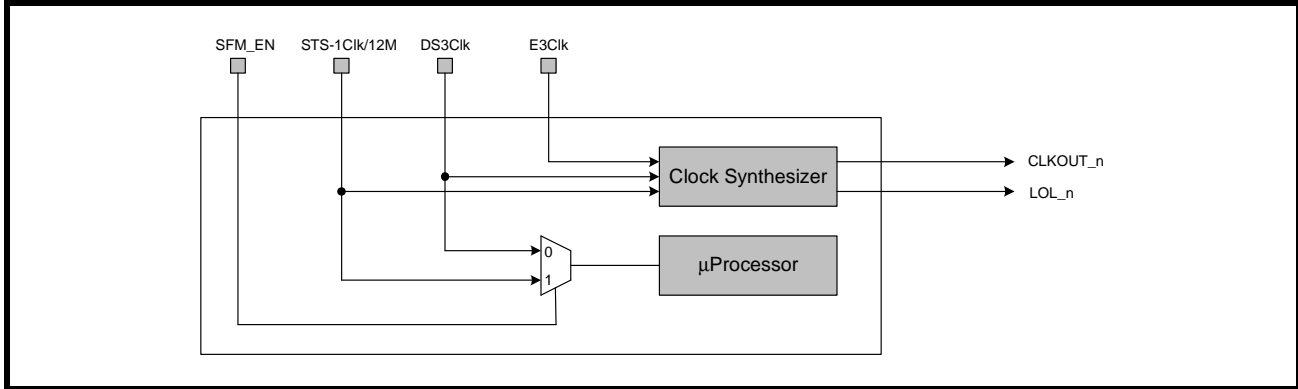 SFM_EN STS-1Clk/12M DS3Clk E3Clk
Clock Synthesizer
CLKOUT_n
LOL_n
0
1
μProcessor